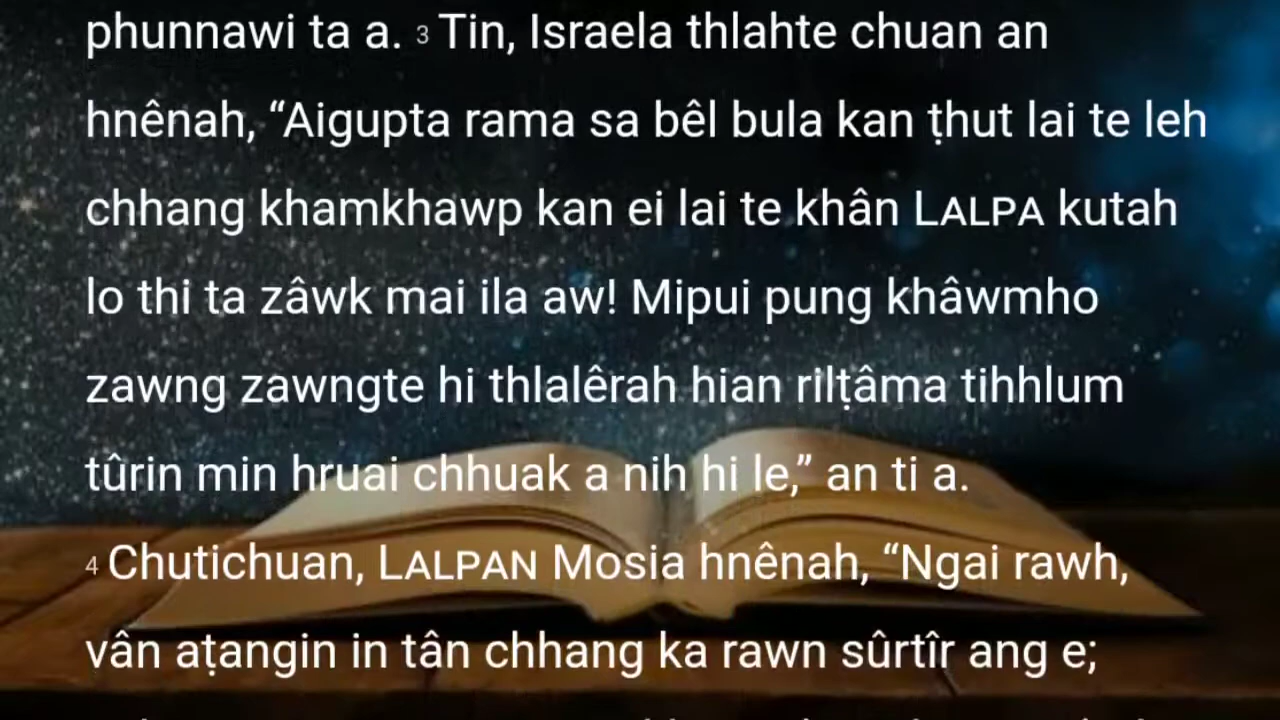 phunnawi ta a. 3 Tin, Israela thlahte chuan an
hnênah, “Aigupta rama sa bêl bula kan ṭhut lai te leh
chhang khamkhawp kan ei lai te khân LALPA kutah
lo thi ta zâwk mai ila aw! Mipui pung khâwmho
zawng zawngte hi thlalêrah hian rilṭâma tihhlum
tûrin min hruai chhuak a nih hi le,” an ti a.
4 Chutichuan, LALPAN Mosia hnênah, “Ngai rawh,
vân aṭangin in tân chhang ka rawn sûrtîr ang e;